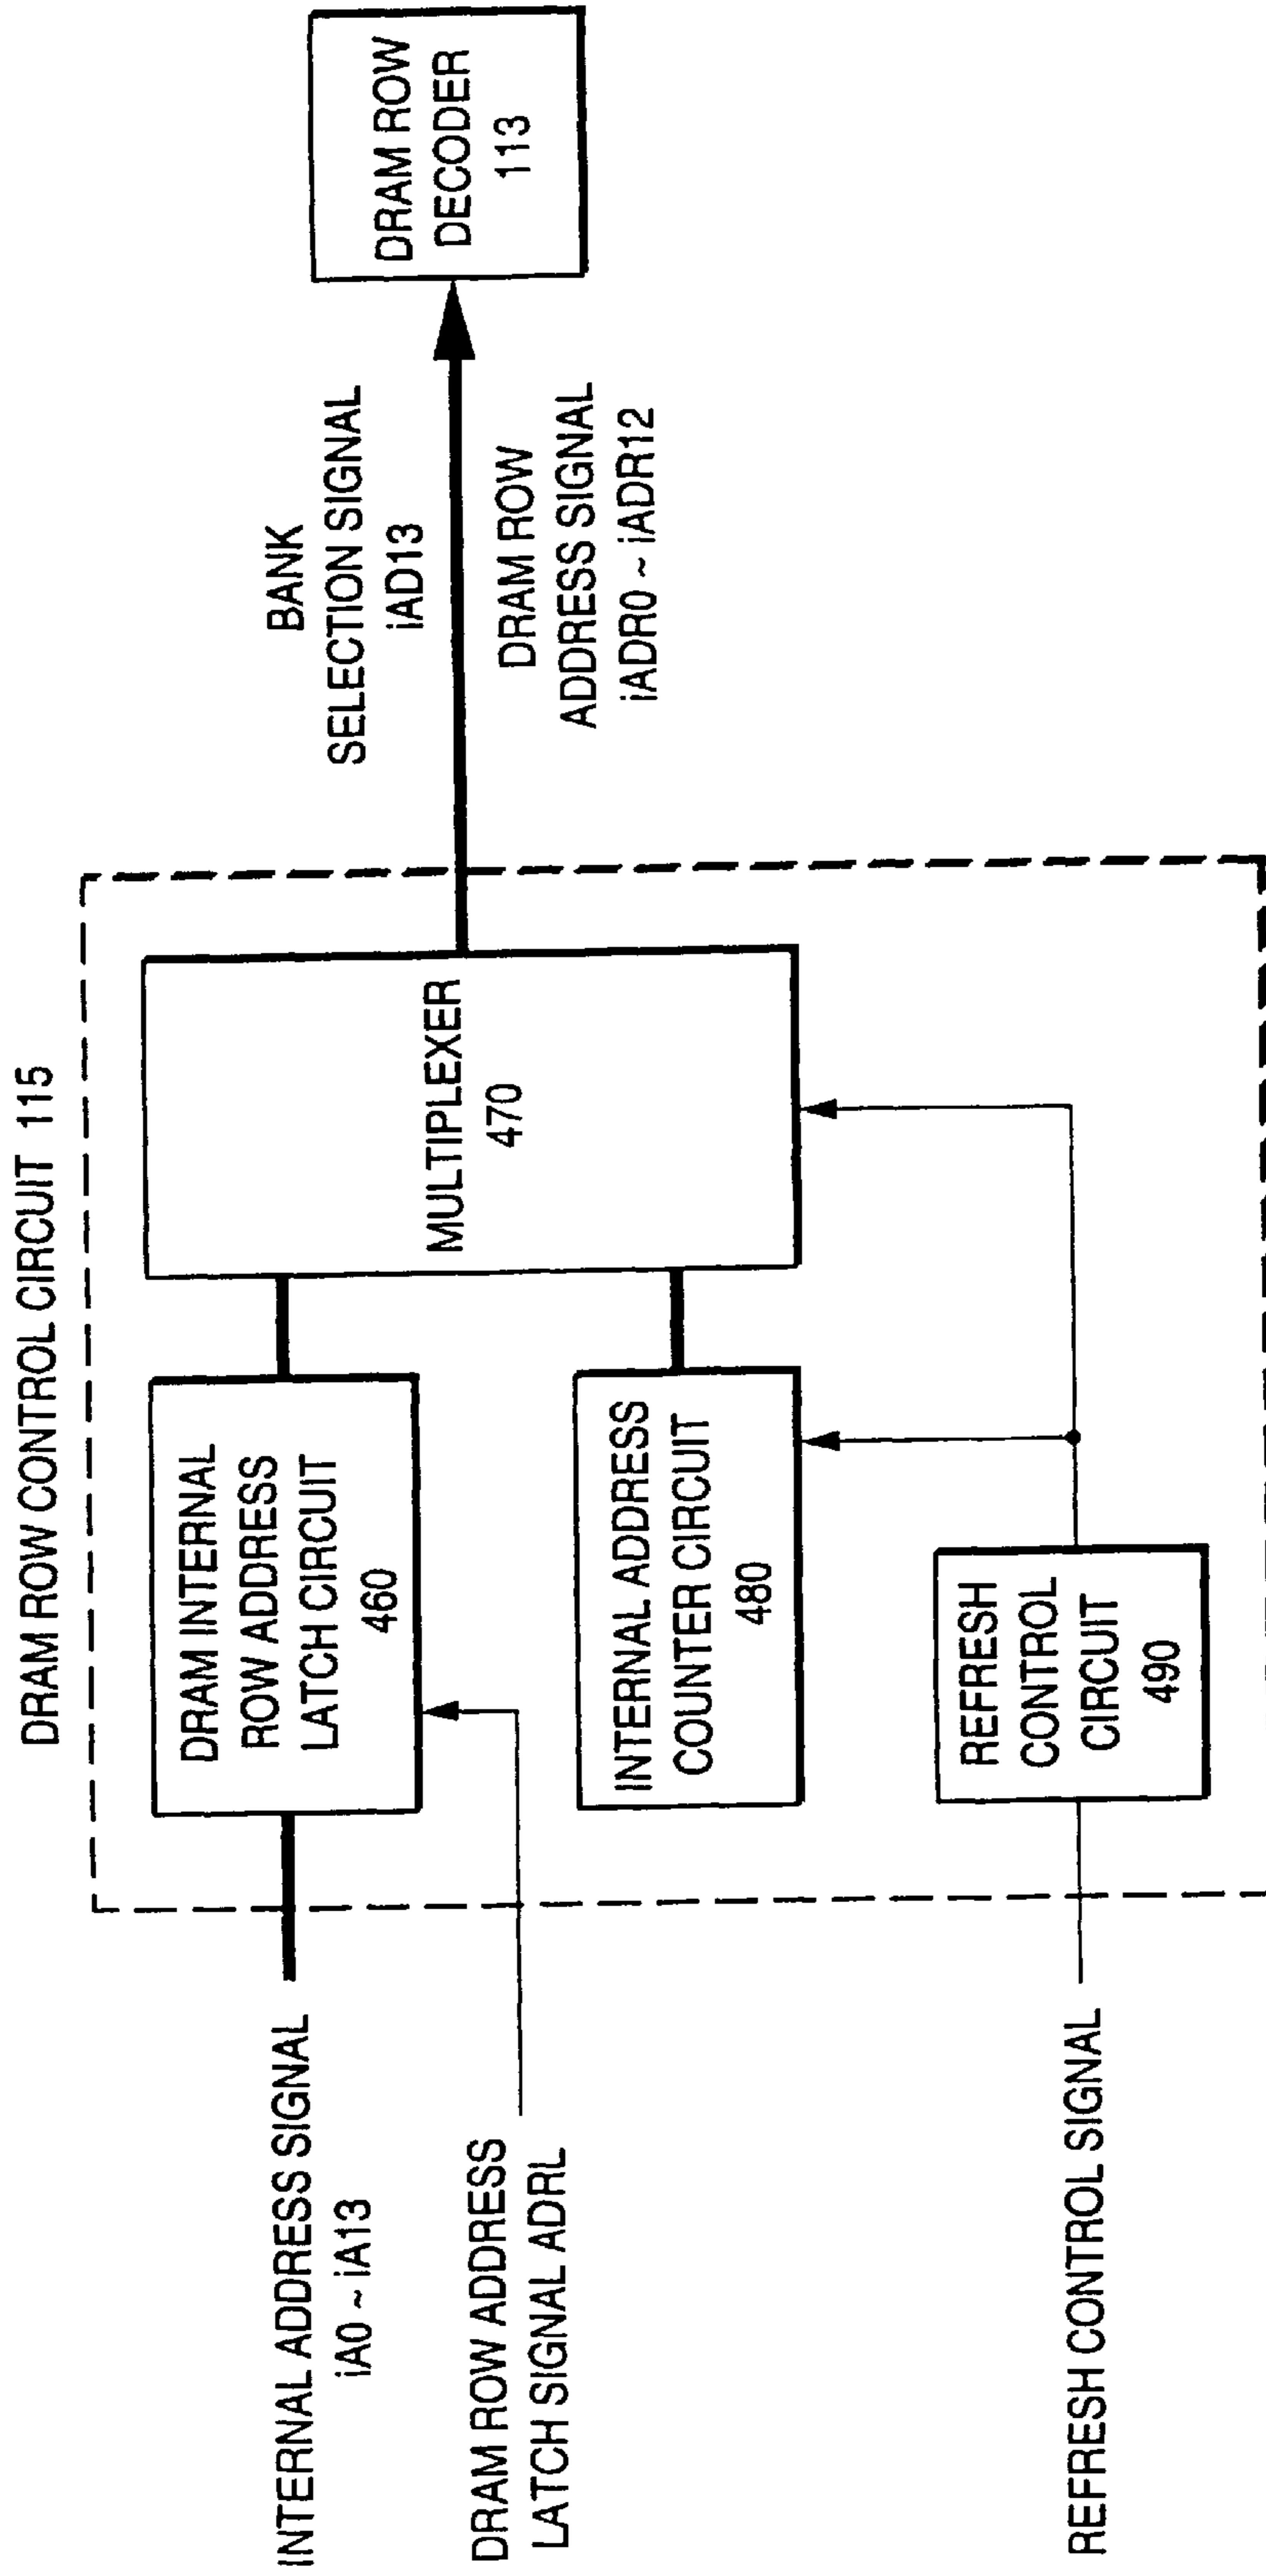 DRAM ROW CONTROL CIRCUIT 115
INTERNAL ADDRESS SIGNAL
iA0 ~ iA13
DRAM ROW ADDRESS
LATCH SIGNAL ADRL
REFRESH CONTROL SIGNAL
DRAM INTERNAL
ROW ADDRESS
LATCH CIRCUIT
460
INTERNAL ADDRESS
COUNTER CIRCUIT
480
REFRESH
CONTROL
CIRCUIT
490
MULTIPLEXER
470
BANK
SELECTION SIGNAL
iAD13
DRAM ROW
ADDRESS SIGNAL
iADR0 ~ iADR12
DRAM ROW
DECODER
113